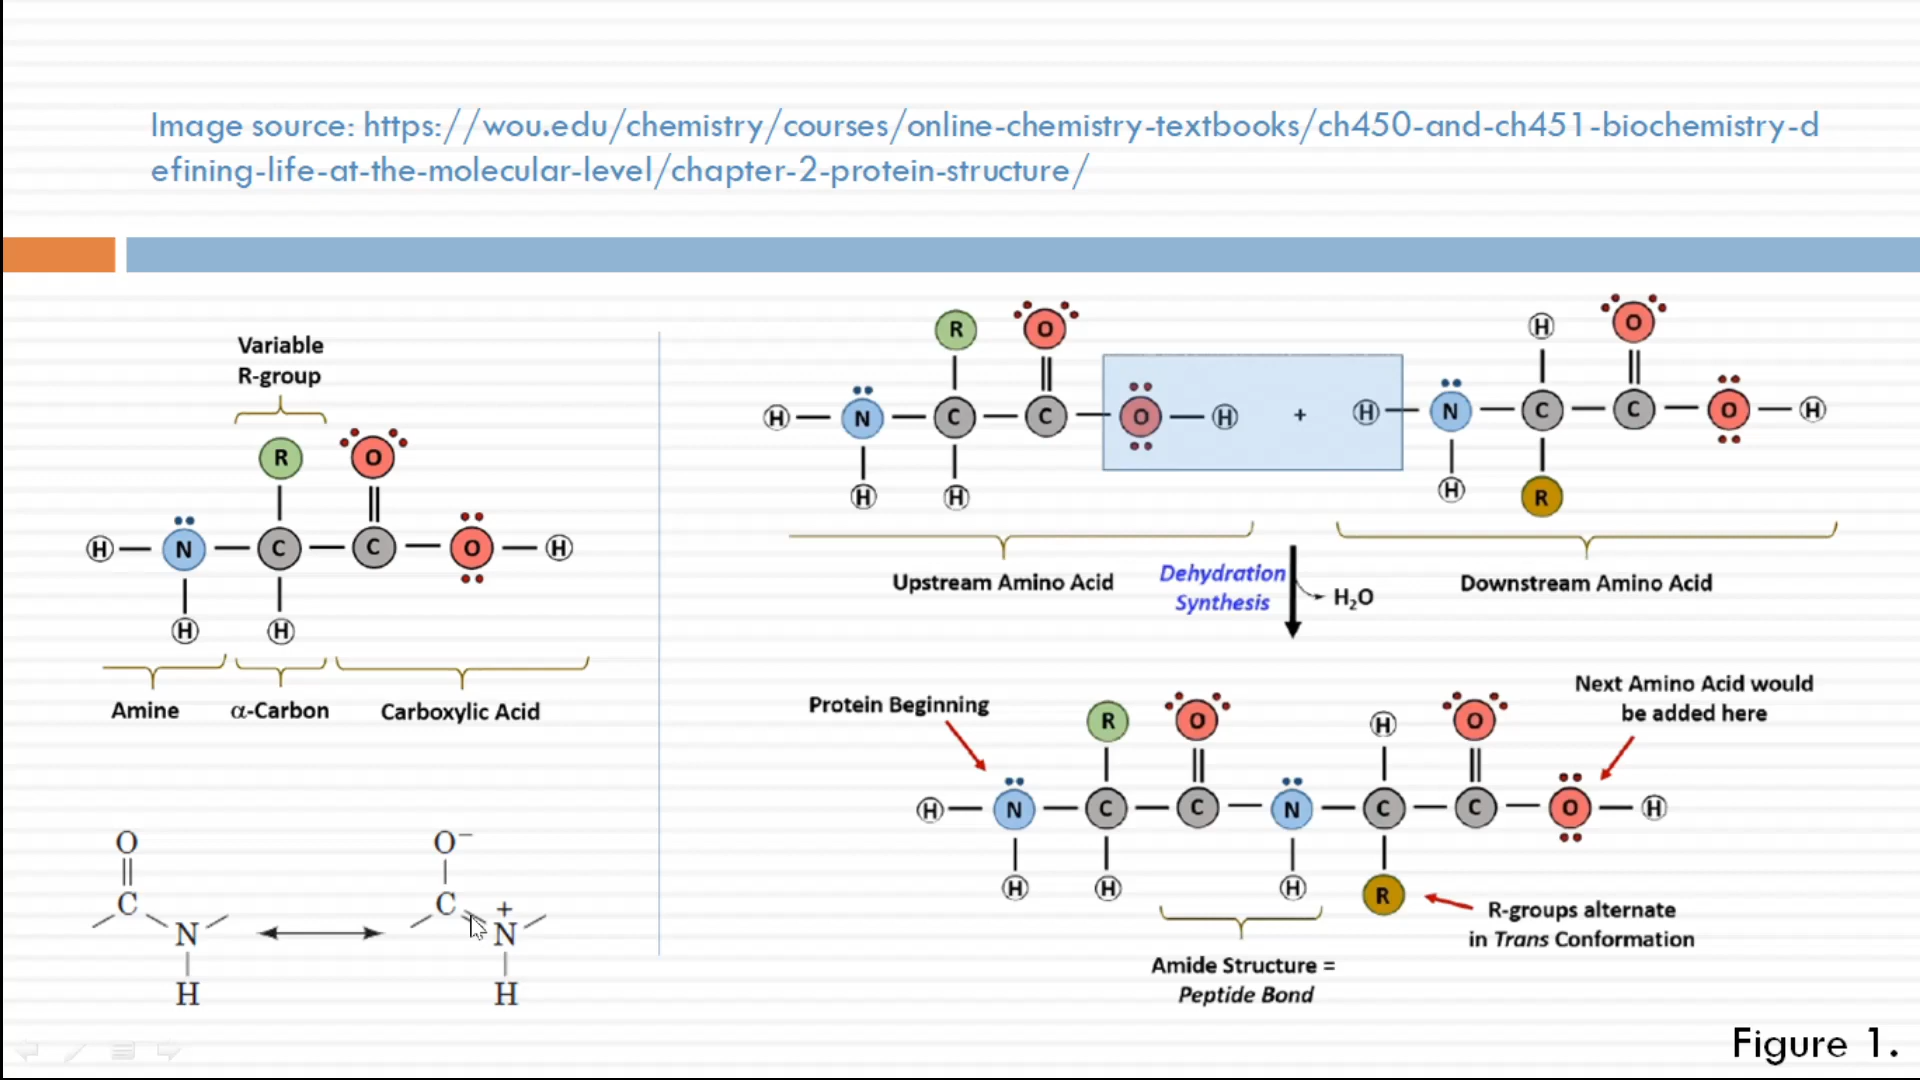 Image source: https://wou.edu/chemistry/courses/online-chemistry-textbooks/ch450-and-ch451-biochemistry-d
efining-life-at-the-molecular-level/chapter-2-protein-structure/
Variable
R-group
R O
H N C C O H
H H
Amine α-Carbon Carboxylic Acid
O
C
N
H
O⁻
C
+
N
H
R O
H N C C O H
H H
+
H O
H N C C O H
H
R
Upstream Amino Acid
Dehydration
Synthesis
H₂O
Downstream Amino Acid
Protein Beginning
Next Amino Acid would
be added here
R O H O
H N C C N C C O H
H H H R
R-groups alternate
in Trans Conformation
Amide Structure =
Peptide Bond
Figure 1.